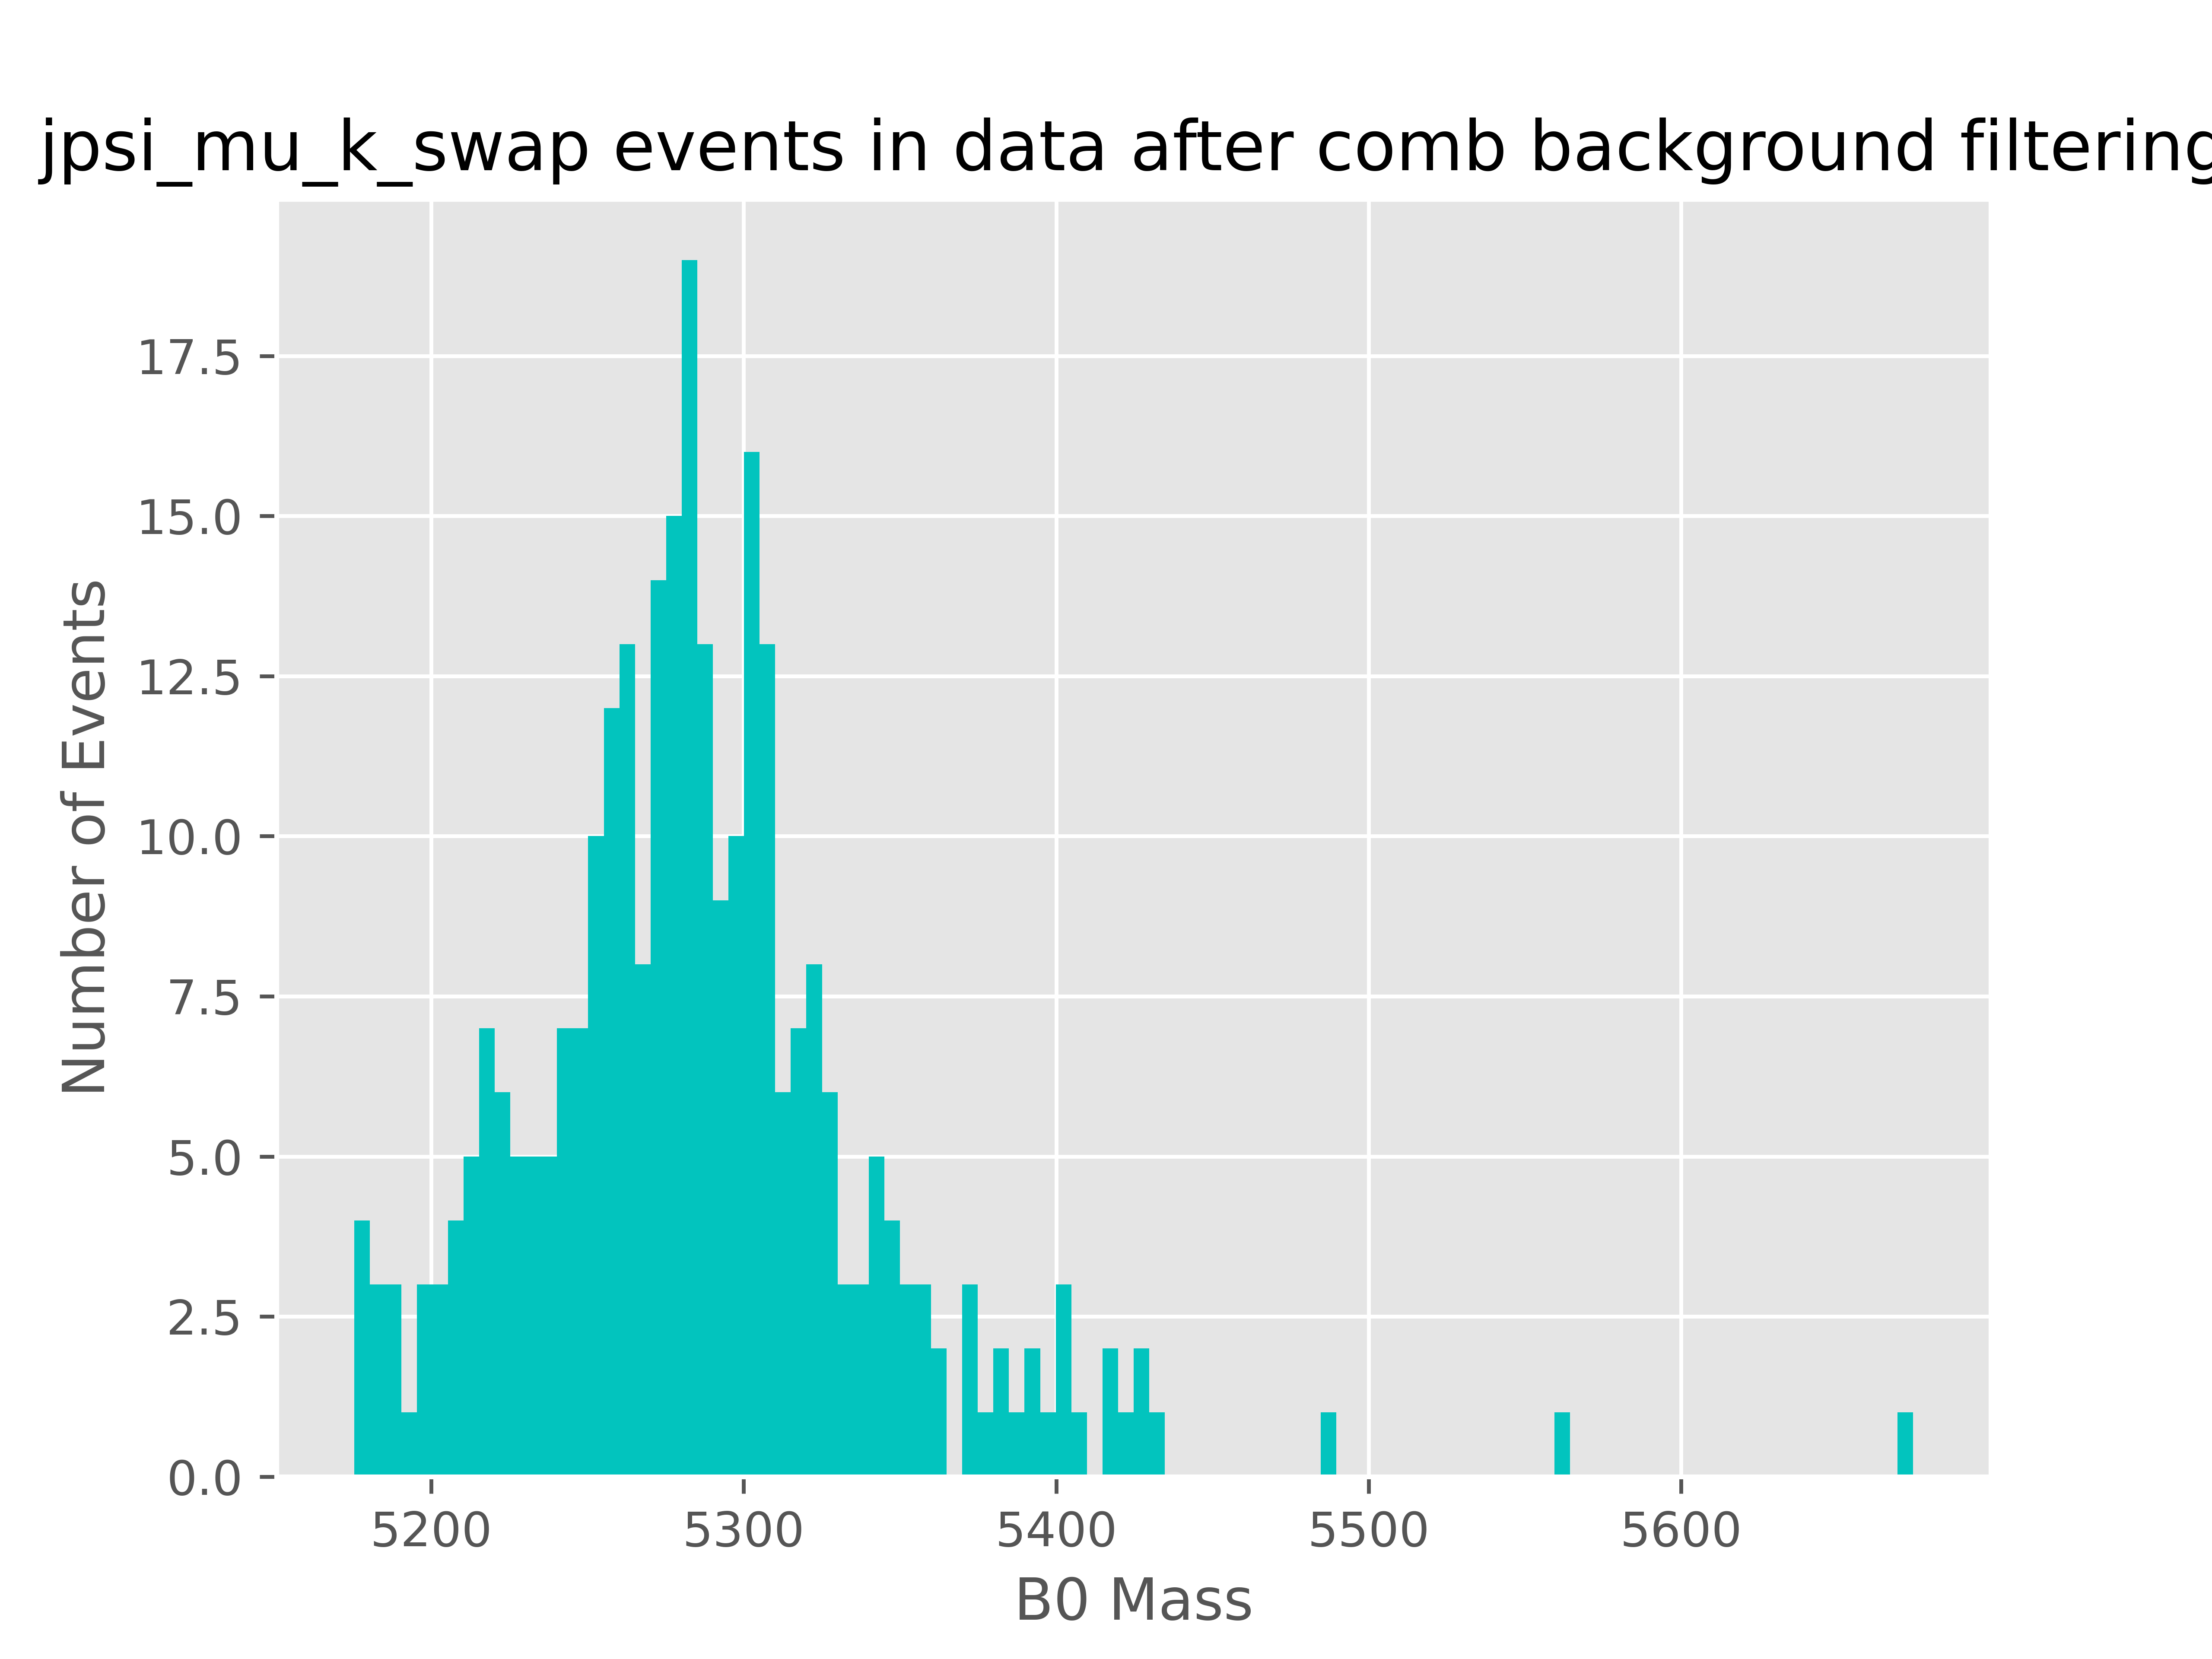 jpsi_mu_k_swap events in data after comb background filtering
17.5
15.0
12.5
10.0
7.5
5.0
2.5
0.0
Number of Events
5200 5300 5400 5500 5600
B0 Mass